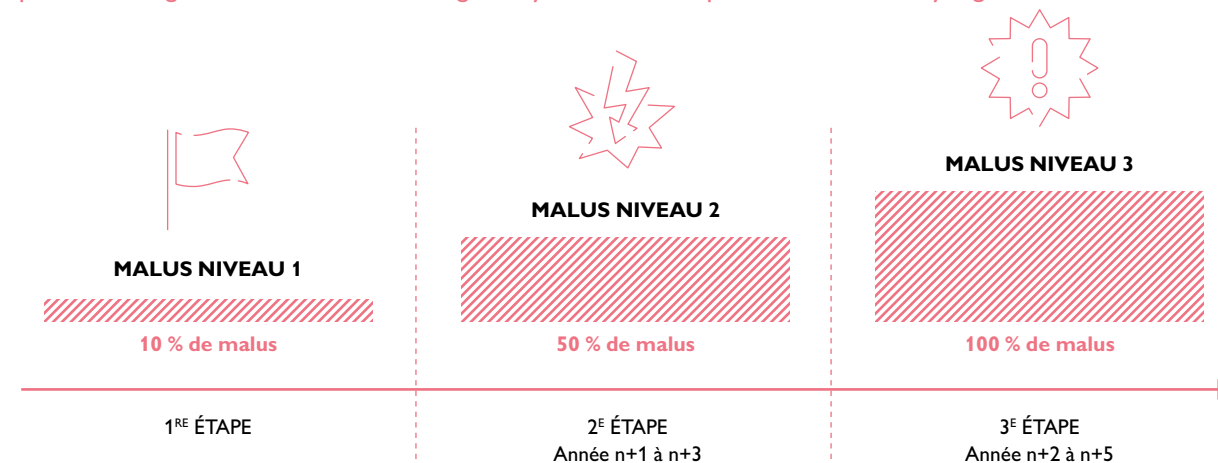 MALUS NIVEAU 3
MALUS NIVEAU 2
MALUS NIVEAU 1
10 % de malus
50 % de malus
100 % de malus
1RE ÉTAPE
2E ÉTAPE
3E ÉTAPE
Année n+1 à n+3
Année n+2 à n+5